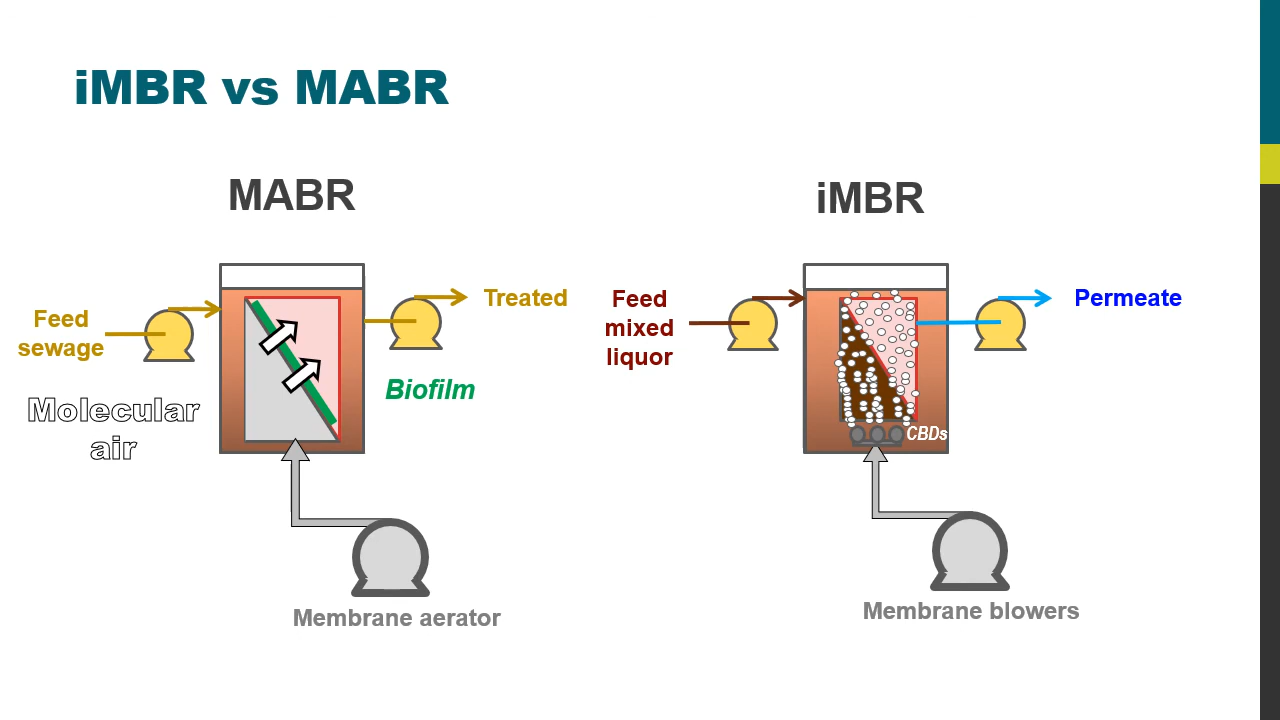 iMBR vs MABR
MABR
Feed
sewage
Treated
Biofilm
Molecular
air
Membrane aerator
iMBR
Feed
mixed
liquor
Permeate
CBDs
Membrane blowers